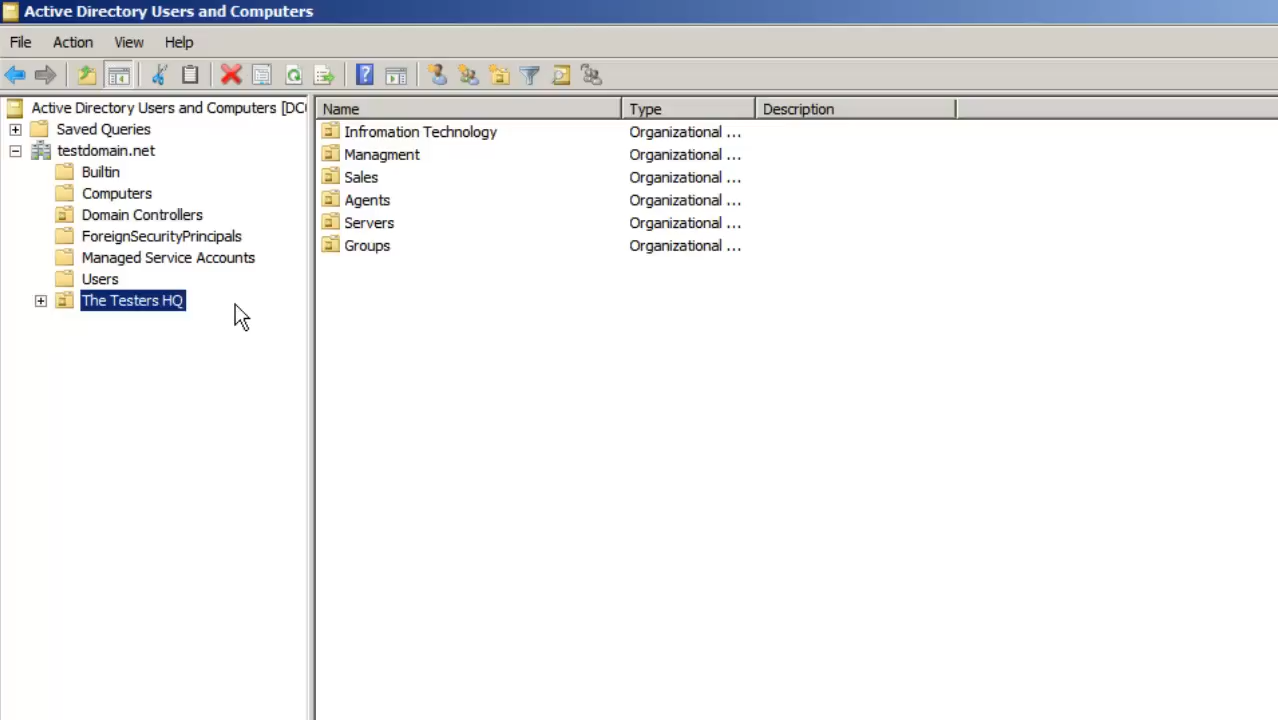 Active Directory Users and Computers
File Action View Help
Active Directory Users and Computers [DC
Saved Queries
testdomain.net
Builtin
Computers
Domain Controllers
ForeignSecurityPrincipals
Managed Service Accounts
Users
The Testers HQ
Name Type Description
Infromation Technology Organizational ...
Managment Organizational ...
Sales Organizational ...
Agents Organizational ...
Servers Organizational ...
Groups Organizational ...